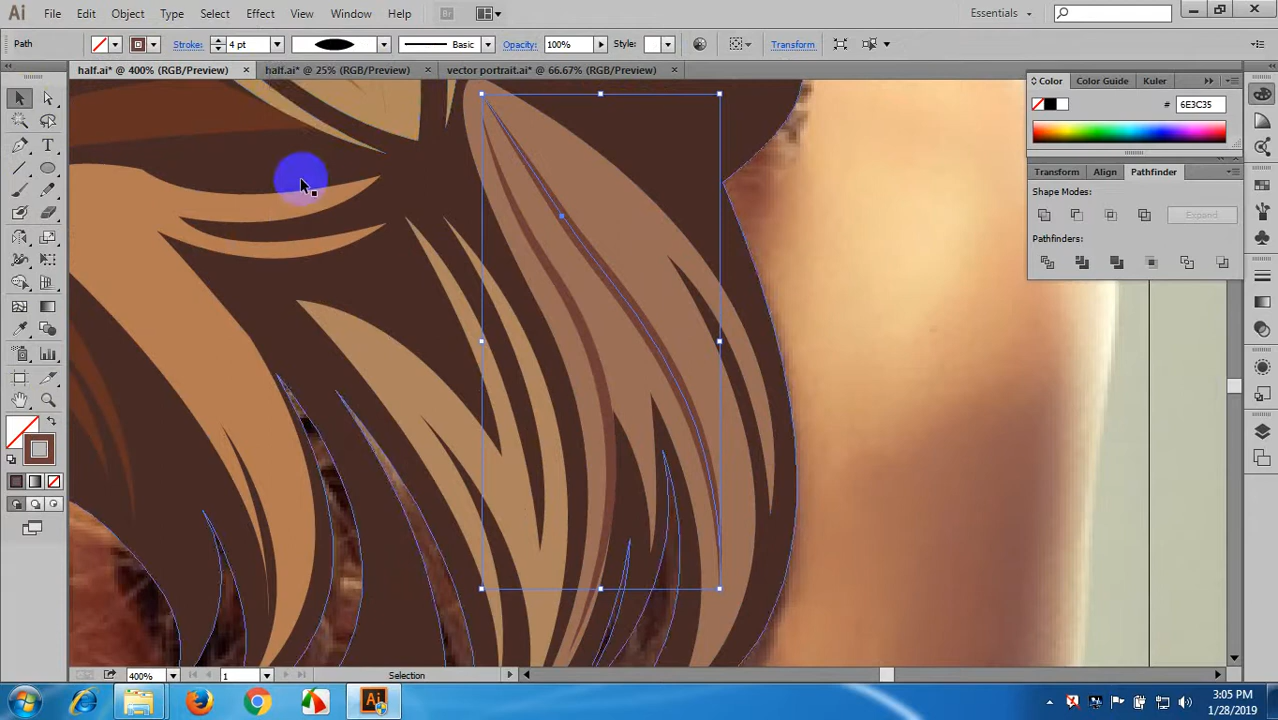 Ai File Edit Object Type Select Effect View Window Help Br Essentials
Path Stroke: 4 pt Basic Opacity: 100% Style: Transform
half.ai* @ 400% (RGB/Preview) × half.ai* @ 25% (RGB/Preview) × vector portrait.ai* @ 66.67% (RGB/Preview) ×
Color Color Guide Kuler
# 6E3C35
Transform Align Pathfinder
Shape Modes:
Expand
Pathfinders:
400% 1 Selection
Ai 3:05 PM
1/28/2019